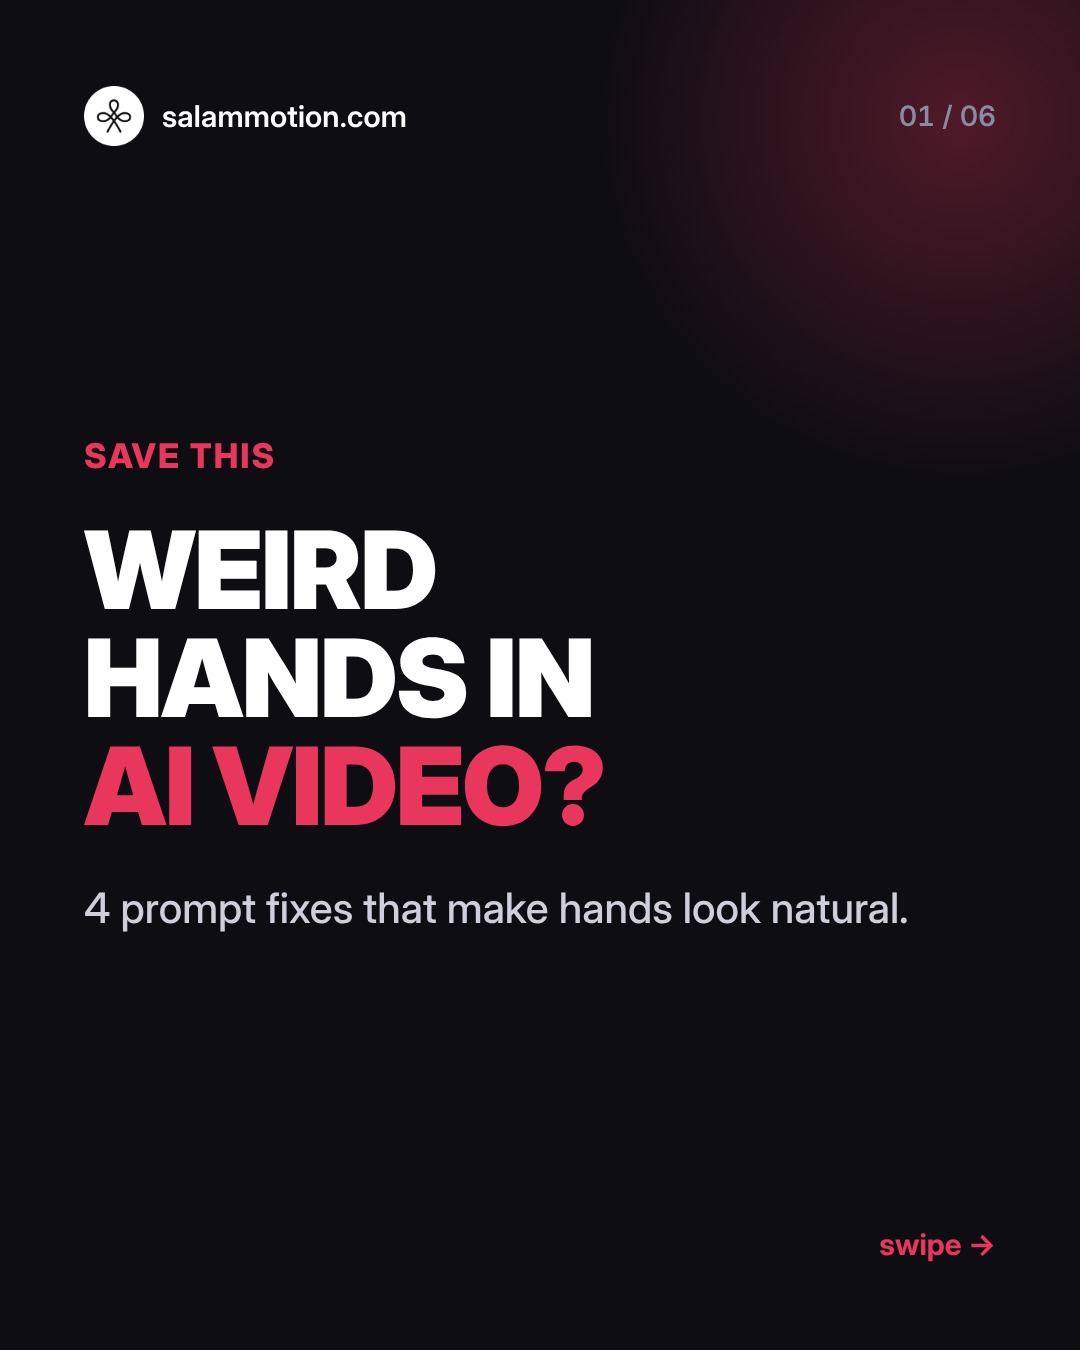 salammotion.com
01 / 06
SAVE THIS
WEIRD
HANDS IN
AI VIDEO?
4 prompt fixes that make hands look natural.
swipe →